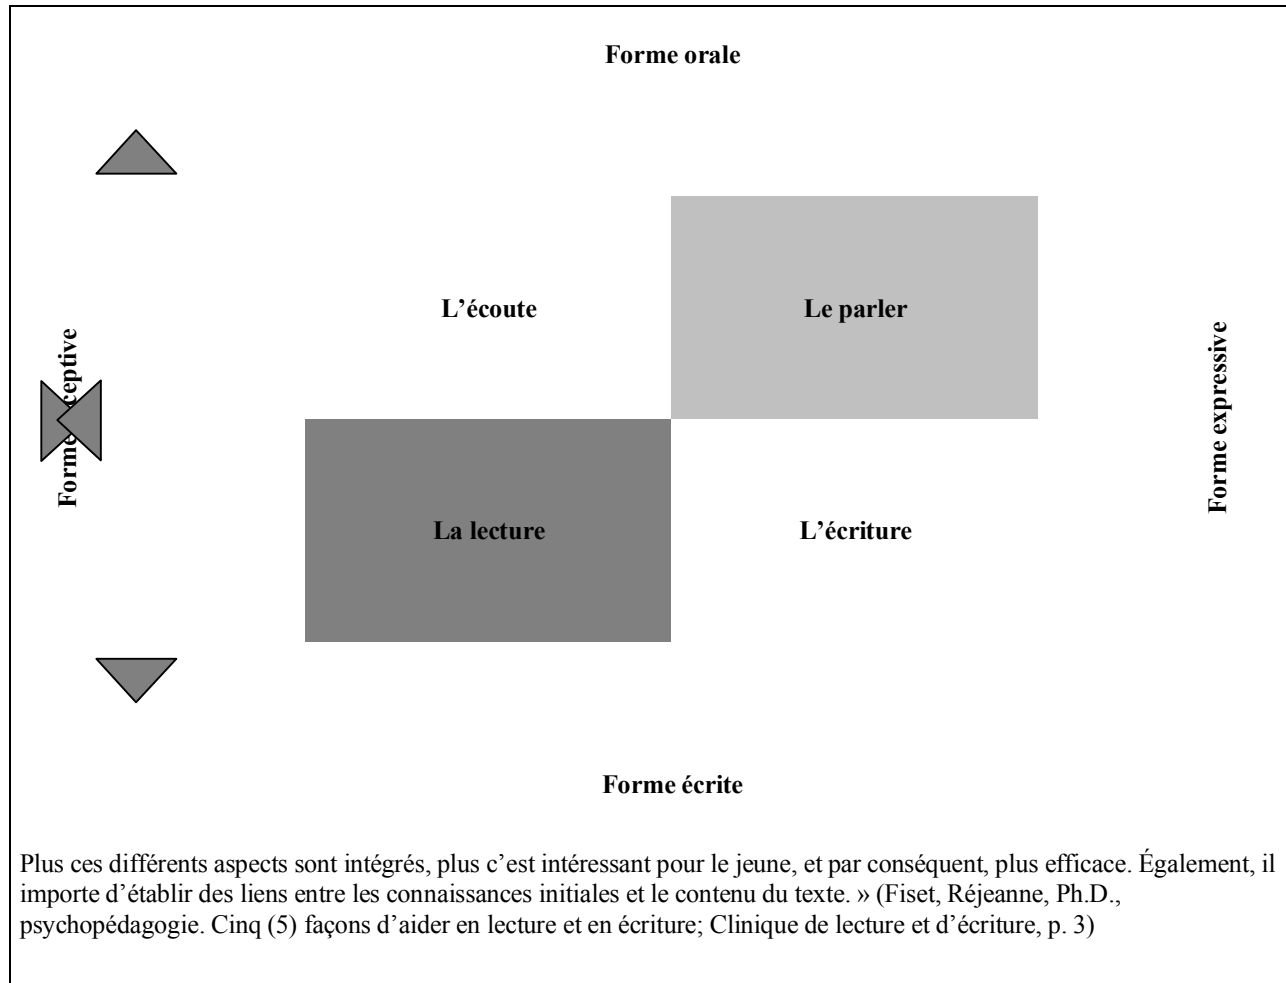 Forme orale
L’écoute
Le parler
Forme ceptive
Forme expressive
La lecture
L’écriture
Forme écrite
Plus ces différents aspects sont intégrés, plus c’est intéressant pour le jeune, et par conséquent, plus efficace. Également, il
importe d’établir des liens entre les connaissances initiales et le contenu du texte. » (Fiset, Réjeanne, Ph.D.,
psychopédagogie. Cinq (5) façons d’aider en lecture et en écriture; Clinique de lecture et d’écriture, p. 3)